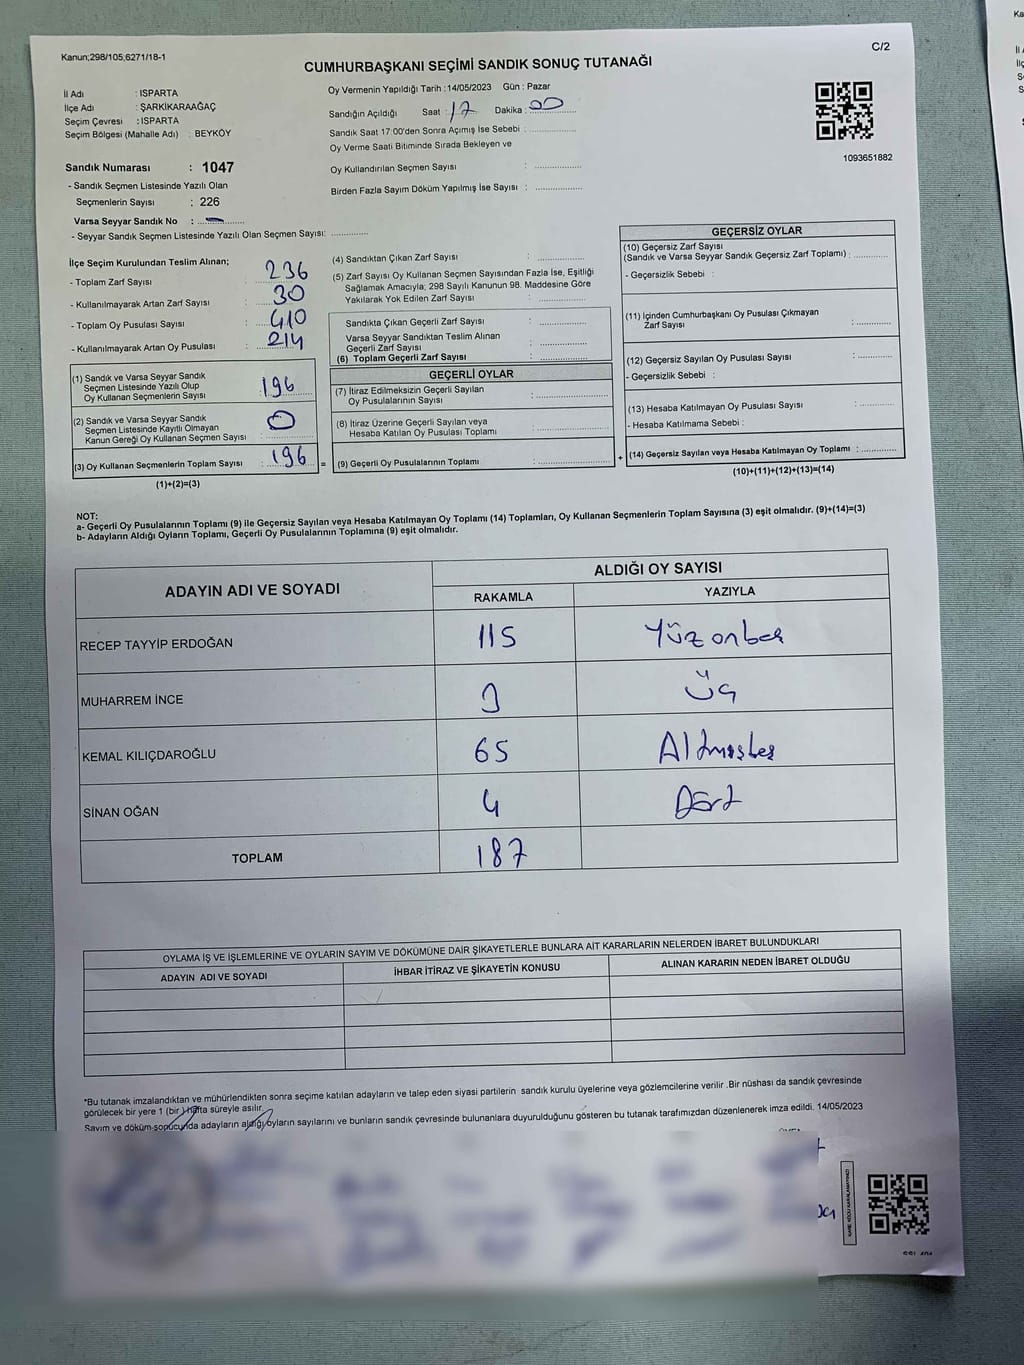 Kanun;298/105;6271/18-1
C/2
CUMHURBAŞKANI SEÇİMİ SANDIK SONUÇ TUTANAĞI
İl Adı : ISPARTA
İlçe Adı : ŞARKİKARAAĞAÇ
Seçim Çevresi : ISPARTA
Seçim Bölgesi (Mahalle Adı) : BEYKÖY
Oy Vermenin Yapıldığı Tarih : 14/05/2023 Gün : Pazar
Sandığın Açıldığı Saat : 17 Dakika : 00
Sandık Saat 17:00'den Sonra Açımış İse Sebebi :
Oy Verme Saati Bitiminde Sırada Bekleyen ve
Oy Kullandırılan Seçmen Sayısı :
Birden Fazla Sayım Döküm Yapılmış İse Sayısı :
1093651882
Sandık Numarası : 1047
- Sandık Seçmen Listesinde Yazılı Olan
Seçmenlerin Sayısı : 226
Varsa Seyyar Sandık No :
- Seyyar Sandık Seçmen Listesinde Yazılı Olan Seçmen Sayısı:
İlçe Seçim Kurulundan Teslim Alınan;
- Toplam Zarf Sayısı : 236
- Kullanılmayarak Artan Zarf Sayısı : 30
- Toplam Oy Pusulası Sayısı : 410
- Kullanılmayarak Artan Oy Pusulası : 214
(1) Sandık ve Varsa Seyyar Sandık
Seçmen Listesinde Yazılı Olup
Oy Kullanan Seçmenlerin Sayısı : 196
(2) Sandık ve Varsa Seyyar Sandık
Seçmen Listesinde Kayıtlı Olmayan
Kanun Gereği Oy Kullanan Seçmen Sayısı : 0
(3) Oy Kullanan Seçmenlerin Toplam Sayısı : 196 =
(1)+(2)=(3)
(4) Sandıktan Çıkan Zarf Sayısı :
(5) Zarf Sayısı Oy Kullanan Seçmen Sayısından Fazla İse, Eşitliği
Sağlamak Amacıyla; 298 Sayılı Kanunun 98. Maddesine Göre
Yakılarak Yok Edilen Zarf Sayısı :
Sandıkta Çıkan Geçerli Zarf Sayısı :
Varsa Seyyar Sandıktan Teslim Alınan
Geçerli Zarf Sayısı :
(6) Toplam Geçerli Zarf Sayısı :
GEÇERLİ OYLAR
(7) İtiraz Edilmeksizin Geçerli Sayılan
Oy Pusulalarının Sayısı :
(8) İtiraz Üzerine Geçerli Sayılan veya
Hesaba Katılan Oy Pusulası Toplamı :
(9) Geçerli Oy Pusulalarının Toplamı : +
GEÇERSİZ OYLAR
(10) Geçersiz Zarf Sayısı
(Sandık ve Varsa Seyyar Sandık Geçersiz Zarf Toplamı) :
- Geçersizlik Sebebi :
(11) İçinden Cumhurbaşkanı Oy Pusulası Çıkmayan
Zarf Sayısı :
(12) Geçersiz Sayılan Oy Pusulası Sayısı :
- Geçersizlik Sebebi :
(13) Hesaba Katılmayan Oy Pusulası Sayısı :
- Hesaba Katılmama Sebebi :
(14) Geçersiz Sayılan veya Hesaba Katılmayan Oy Toplamı :
(10)+(11)+(12)+(13)=(14)
NOT:
a- Geçerli Oy Pusulalarının Toplamı (9) ile Geçersiz Sayılan veya Hesaba Katılmayan Oy Toplamı (14) Toplamları, Oy Kullanan Seçmenlerin Toplam Sayısına (3) eşit olmalıdır. (9)+(14)=(3)
b- Adayların Aldığı Oyların Toplamı, Geçerli Oy Pusulalarının Toplamına (9) eşit olmalıdır.
ADAYIN ADI VE SOYADI
ALDIĞI OY SAYISI
RAKAMLA YAZIYLA
RECEP TAYYİP ERDOĞAN 115 Yüzonbeş
MUHARREM İNCE 3 Üç
KEMAL KILIÇDAROĞLU 65 Altmışbeş
SİNAN OĞAN 4 Dört
TOPLAM 187
OYLAMA İŞ VE İŞLEMLERİNE VE OYLARIN SAYIM VE DÖKÜMÜNE DAİR ŞİKAYETLERLE BUNLARA AİT KARARLARIN NELERDEN İBARET BULUNDUKLARI
ADAYIN ADI VE SOYADI İHBAR İTİRAZ VE ŞİKAYETİN KONUSU ALINAN KARARIN NEDEN İBARET OLDUĞU
*Bu tutanak imzalandıktan ve mühürlendikten sonra seçime katılan adayların ve talep eden siyasi partilerin sandık kurulu üyelerine veya gözlemcilerine verilir .Bir nüshası da sandık çevresinde
görülecek bir yere 1 (bir ) hafta süreyle asılır.
Sayım ve döküm sonucunda adayların aldığı oyların sayılarını ve bunların sandık çevresinde bulunanlara duyurulduğunu gösteren bu tutanak tarafımızdan düzenlenerek imza edildi. 14/05/2023